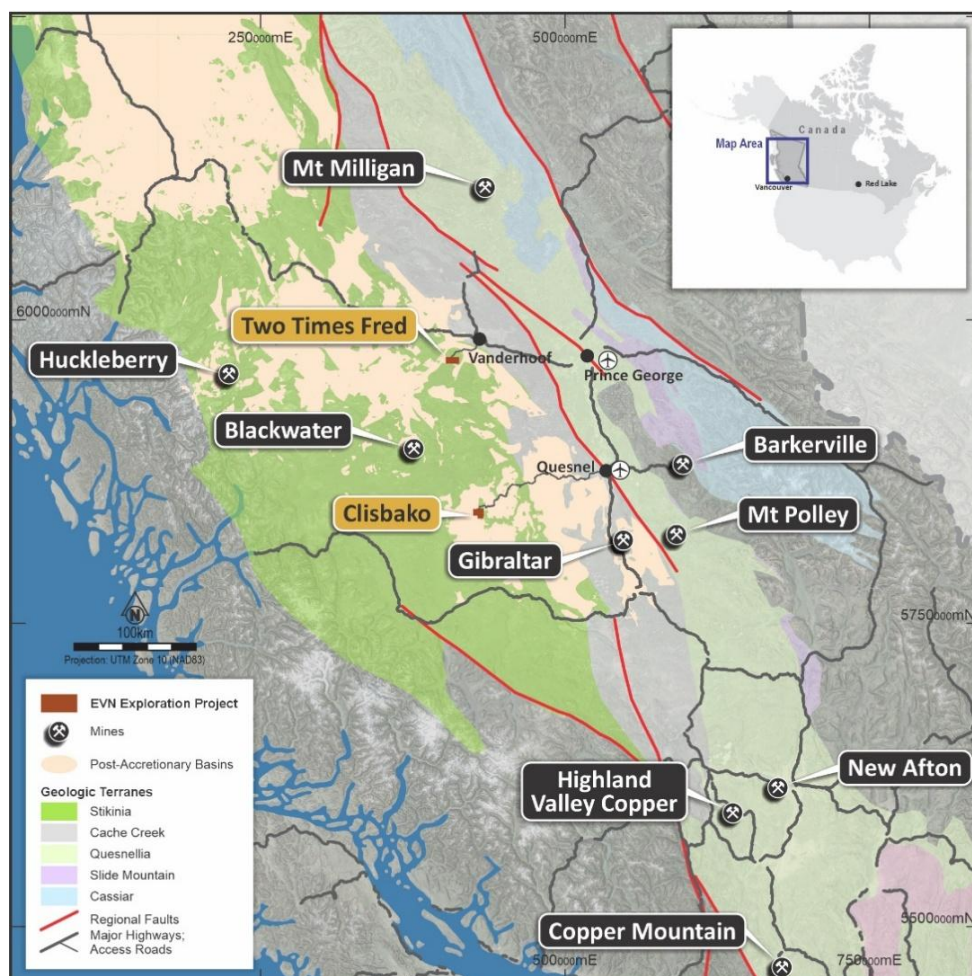 250000mE
500000mE
Canada
Map Area
Vancouver
Red Lake
Mt Milligan
6000000mN
Two Times Fred
Vanderhoof
Huckleberry
Prince George
Blackwater
Barkerville
Quesnel
Clisbako
Mt Polley
Gibraltar
N
100km
Projection: UTM Zone 10 (NAD83)
5750000mN
EVN Exploration Project
Mines
Post-Accretionary Basins
Geologic Terranes
Stikinia
Cache Creek
Quesnellia
Slide Mountain
Cassiar
Regional Faults
Major Highways;
Access Roads
New Afton
Highland
Valley Copper
Copper Mountain
5500000mN
500000mE
750000mE